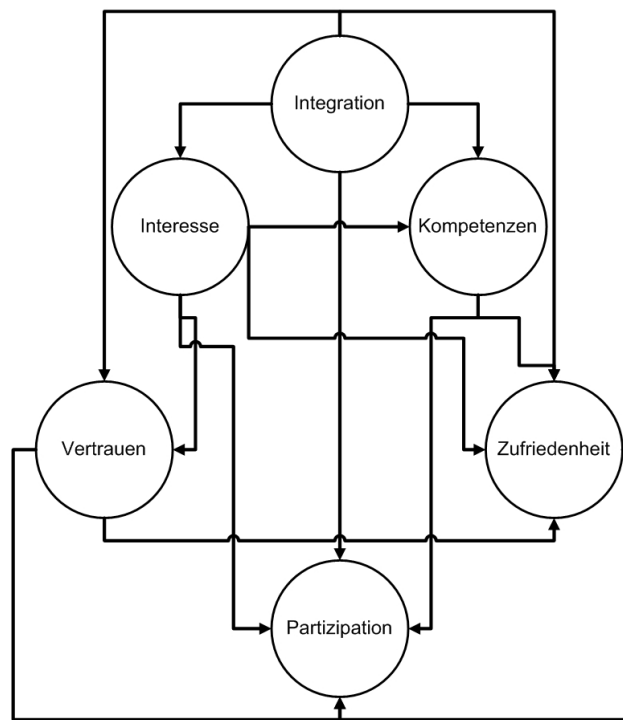 Integration
Interesse
Kompetenzen
Vertrauen
Zufriedenheit
Partizipation